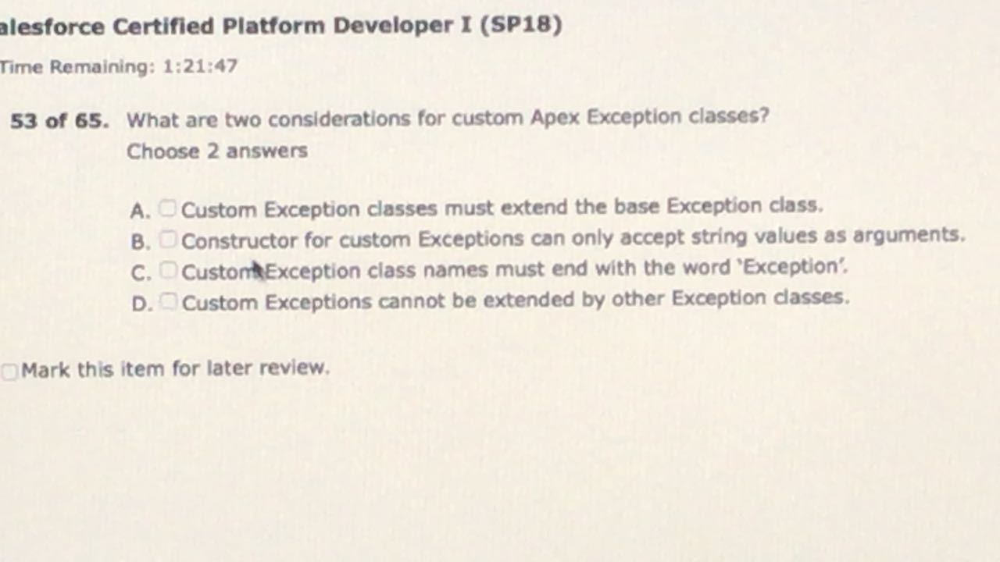 alesforce Certified Platform Developer I (SP18)
Time Remaining: 1:21:47
53 of 65. What are two considerations for custom Apex Exception classes?
Choose 2 answers
A. Custom Exception classes must extend the base Exception class.
B. Constructor for custom Exceptions can only accept string values as arguments.
C. Custom Exception class names must end with the word 'Exception'.
D. Custom Exceptions cannot be extended by other Exception classes.
Mark this item for later review.